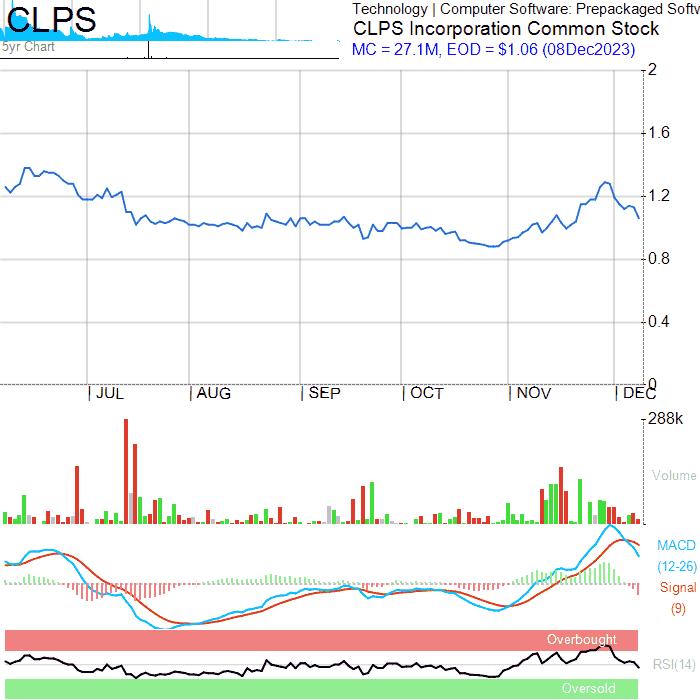 CLPS
Technology | Computer Software: Prepackaged Softw
CLPS Incorporation Common Stock
5yr Chart
MC = 27.1M, EOD = $1.06 (08Dec2023)
2
1.6
1.2
0.8
0.4
0
JUL AUG SEP OCT NOV DEC
288k
Volume
MACD
(12-26)
Signal
(9)
Overbought
RSI(14)
Oversold